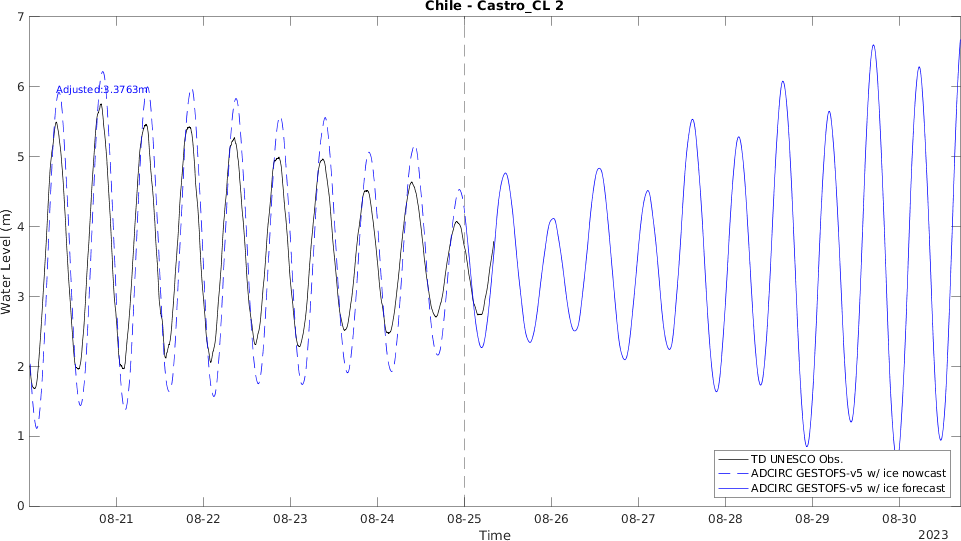 Chile - Castro_CL 2
7
6
5
4
3
2
1
0
Water Level (m)
Adjusted:3.3763m
TD UNESCO Obs.
ADCIRC GESTOFS-v5 w/ ice nowcast
ADCIRC GESTOFS-v5 w/ ice forecast
08-21 08-22 08-23 08-24 08-25 08-26 08-27 08-28 08-29 08-30
Time
2023